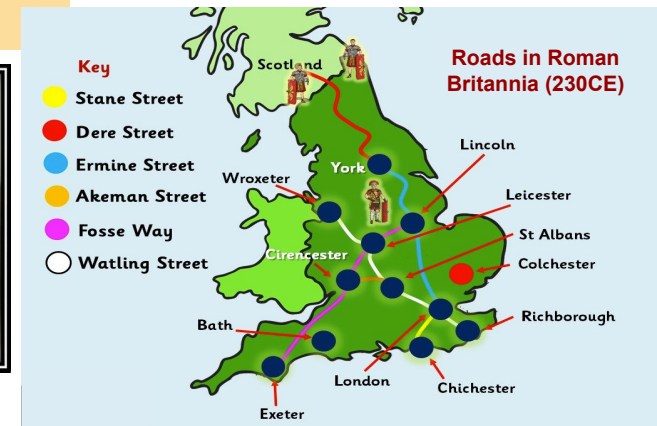 Roads in Roman
Britannia (230CE)
Key
Stane Street
Dere Street
Ermine Street
Akeman Street
Fosse Way
Watling Street
Scotland
York
Lincoln
Wroxeter
Leicester
St Albans
Cirencester
Colchester
Bath
Richborough
London
Chichester
Exeter